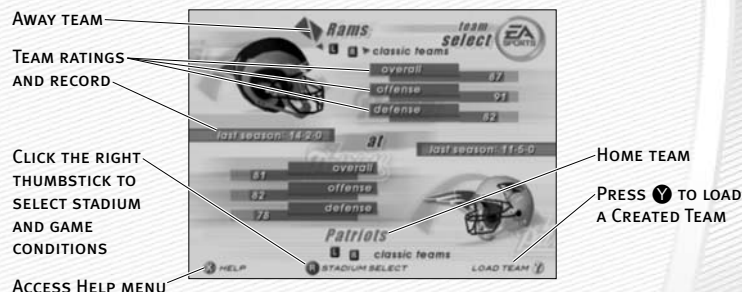 AWAY TEAM
TEAM RATINGS
AND RECORD
CLICK THE RIGHT
THUMBSTICK TO
SELECT STADIUM
AND GAME
CONDITIONS
ACCESS HELP MENU
Rams
team
select
EA
SPORTS
L R classic teams
overall
87
offense
91
defense
82
last season: 14-2-0
at
last season: 11-5-0
overall
81
offense
82
defense
78
Patriots
L R classic teams
X HELP
R STADIUM SELECT
LOAD TEAM Y
HOME TEAM
PRESS Y TO LOAD
A CREATED TEAM